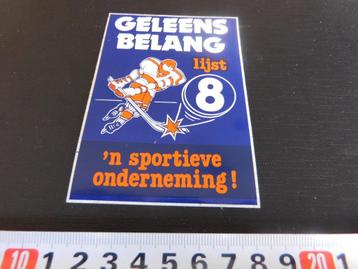 GELEENS
BELANG
lijst
8
'n sportieve
onderneming!
10 1 2 3 4 5 6 7 8 9 20 1